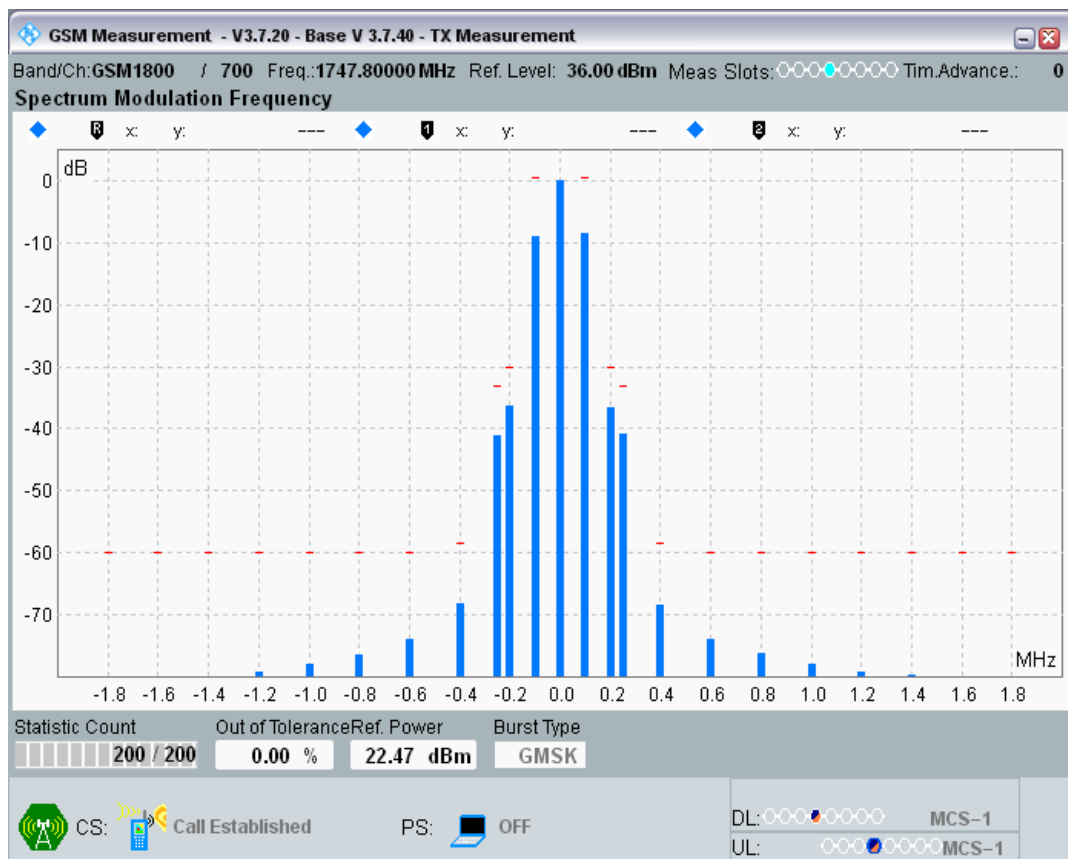 GSM Measurement - V3.7.20 - Base V 3.7.40 - TX Measurement
Band/Ch:GSM1800 / 700 Freq.:1747.80000 MHz Ref. Level: 36.00 dBm Meas Slots: Tim.Advance.: 0
Spectrum Modulation Frequency
R x: y: --- 1 x: y: --- 2 x: y: ---
dB
0
-10
-20
-30
-40
-50
-60
-70
MHz
-1.8 -1.6 -1.4 -1.2 -1.0 -0.8 -0.6 -0.4 -0.2 0.0 0.2 0.4 0.6 0.8 1.0 1.2 1.4 1.6 1.8
Statistic Count Out of Tolerance Ref. Power Burst Type
200 / 200 0.00 % 22.47 dBm GMSK
CS: Call Established PS: OFF
DL: MCS-1
UL: MCS-1